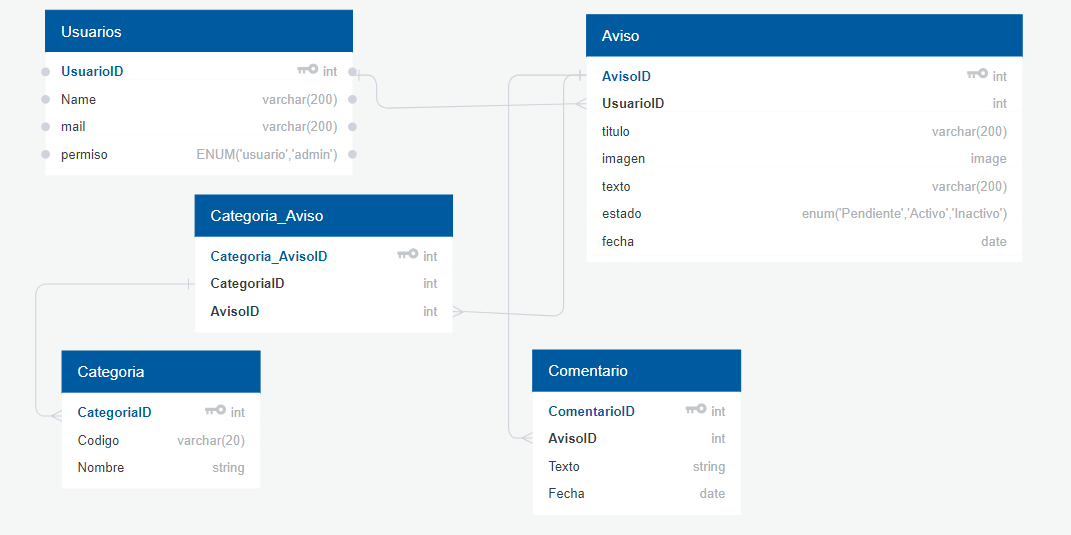 Usuarios
UsuarioID int
Name varchar(200)
mail varchar(200)
permiso ENUM('usuario','admin')
Aviso
AvisoID int
UsuarioID int
titulo varchar(200)
imagen image
texto varchar(200)
estado enum('Pendiente','Activo','Inactivo')
fecha date
Categoria_Aviso
Categoria_AvisoID int
CategoriaID int
AvisoID int
Categoria
CategoriaID int
Codigo varchar(20)
Nombre string
Comentario
ComentarioID int
AvisoID int
Texto string
Fecha date